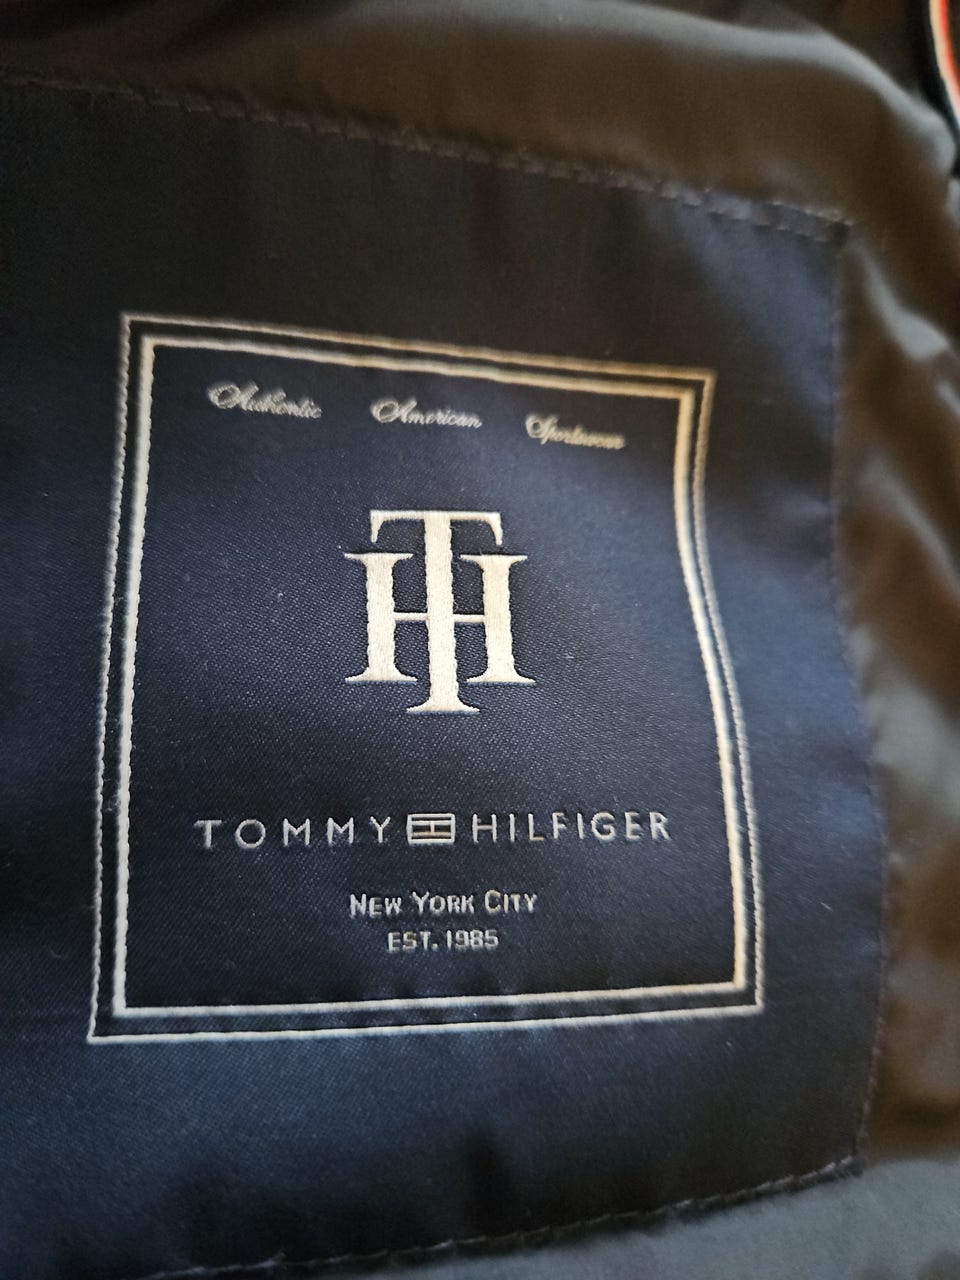 Authentic American Sportswear
TH
TOMMY HILFIGER
NEW YORK CITY
EST. 1985